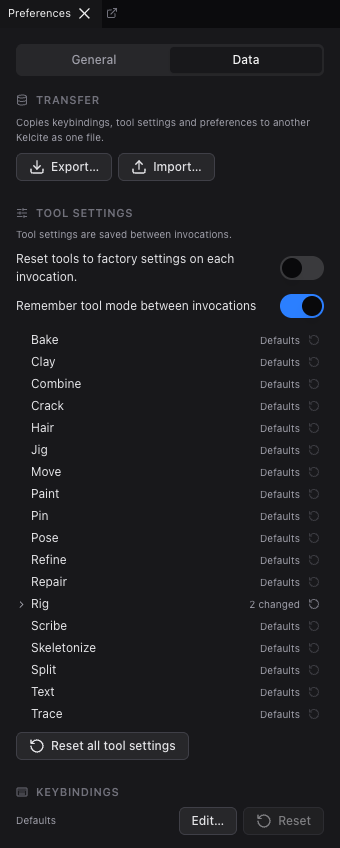 Preferences
General
Data
TRANSFER
Copies keybindings, tool settings and preferences to another
Kelcite as one file.
Export...
Import...
TOOL SETTINGS
Tool settings are saved between invocations.
Reset tools to factory settings on each
invocation.
Remember tool mode between invocations
Bake Defaults
Clay Defaults
Combine Defaults
Crack Defaults
Hair Defaults
Jig Defaults
Move Defaults
Paint Defaults
Pin Defaults
Pose Defaults
Refine Defaults
Repair Defaults
Rig 2 changed
Scribe Defaults
Skeletonize Defaults
Split Defaults
Text Defaults
Trace Defaults
Reset all tool settings
KEYBINDINGS
Defaults Edit... Reset